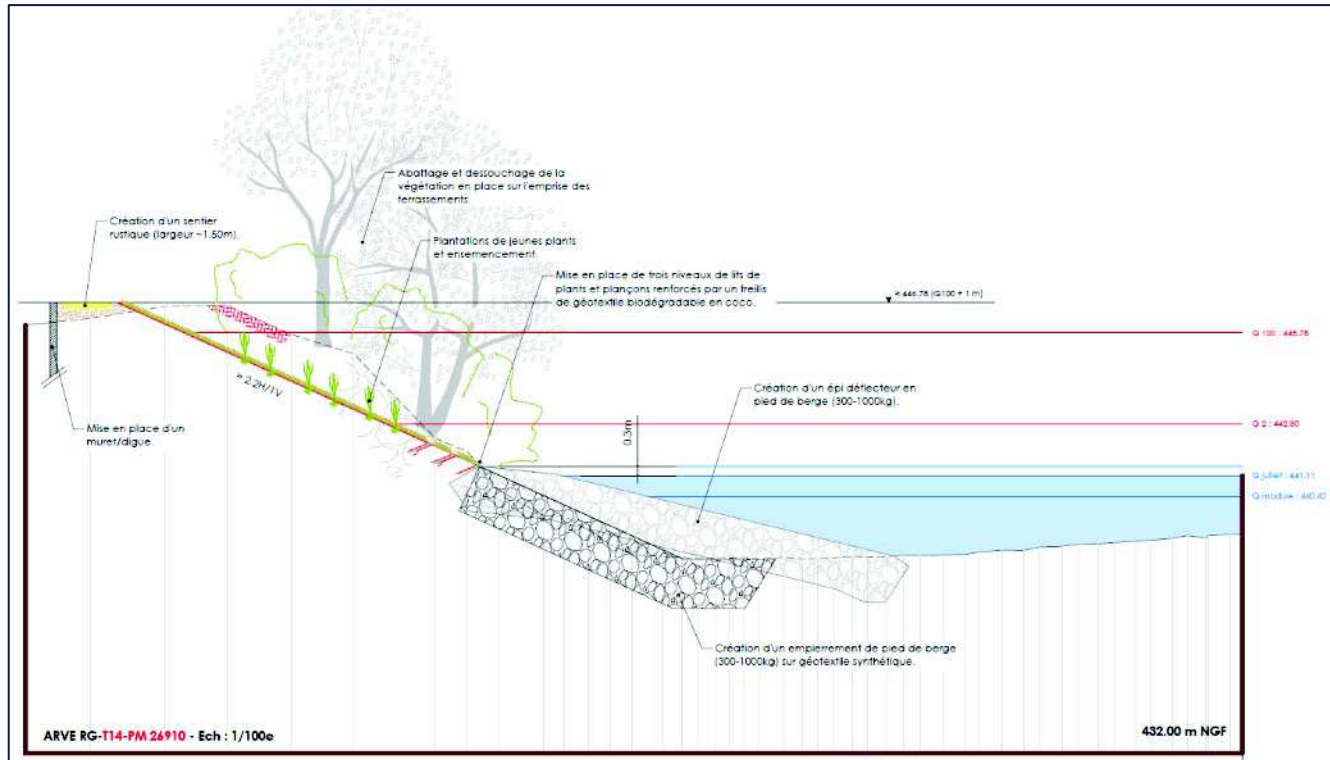 Abattage et dessouchage de la
végétation en place sur l'emprise des
terrassements
Création d'un sentier
rustique (largeur ~1.50m).
Plantations de jeunes plants
et ensemencement.
Mise en place de trois niveaux de lits de
plants et plançons renforcés par un treillis
de géotextile biodégradable en coco.
(Q100 + 1 m)
≈ 2.2H/1V
Création d'un épi déflecteur en
pied de berge (300-1000kg).
0.3m
Mise en place d'un
muret/digue.
Q 2 : 442.80
Q juillet : 441.11
Q module : 440.42
Création d'un empierrement de pied de berge
(300-1000kg) sur géotextile synthétique.
ARVE RG-T14-PM 26910 - Ech : 1/100e
432.00 m NGF